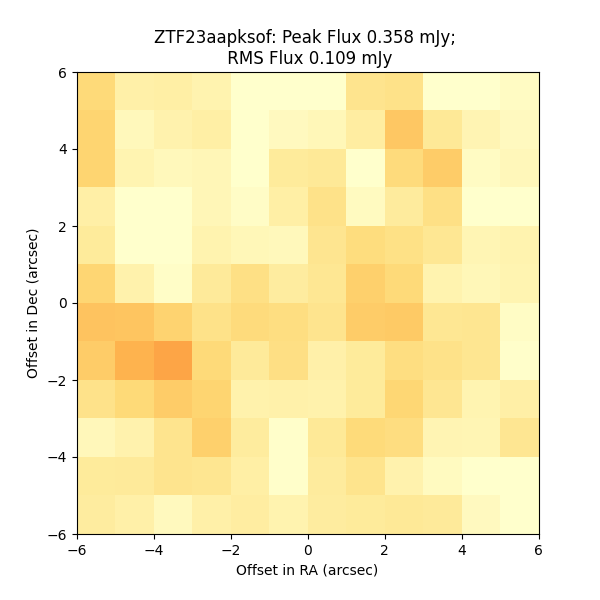 ZTF23aapksof: Peak Flux 0.358 mJy;
RMS Flux 0.109 mJy
6
4
2
0
−2
−4
−6
Offset in Dec (arcsec)
−6 −4 −2 0 2 4 6
Offset in RA (arcsec)